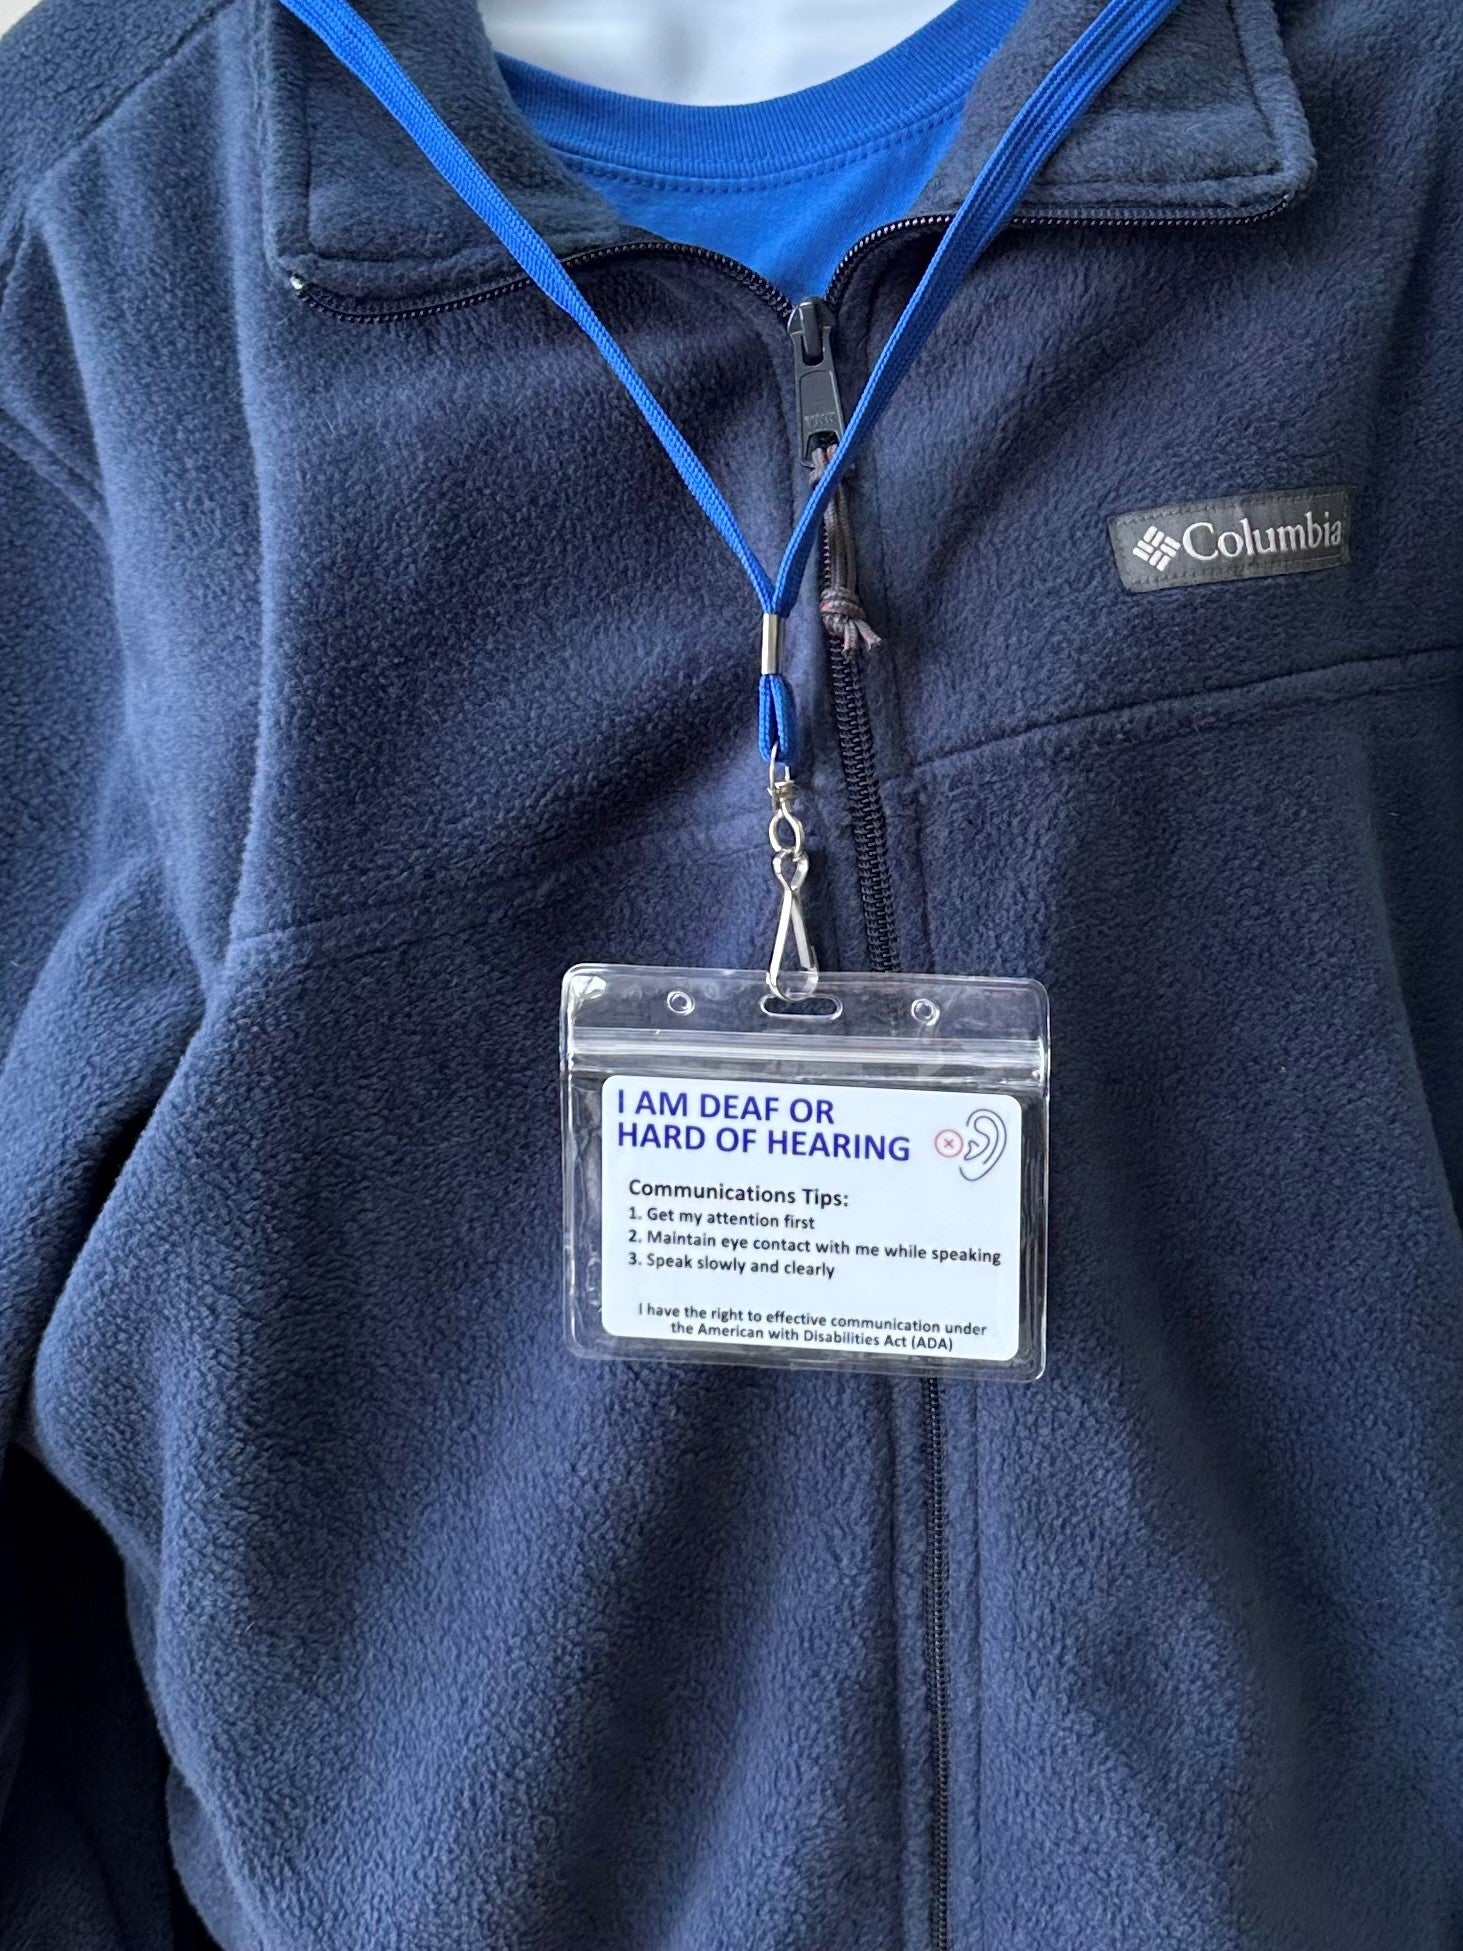 YKK
Columbia
I AM DEAF OR
HARD OF HEARING
Communications Tips:
1. Get my attention first
2. Maintain eye contact with me while speaking
3. Speak slowly and clearly
I have the right to effective communication under
the American with Disabilities Act (ADA)